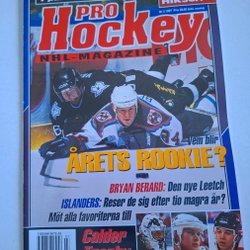 PRO
Hockey
NHL-MAGAZINE
Vem blir
ÅRETS ROOKIE?
BRYAN BERARD: Den nye Leetch
ISLANDERS: Reser de sig efter tio magra år?
Möt alla favoriterna till
Calder